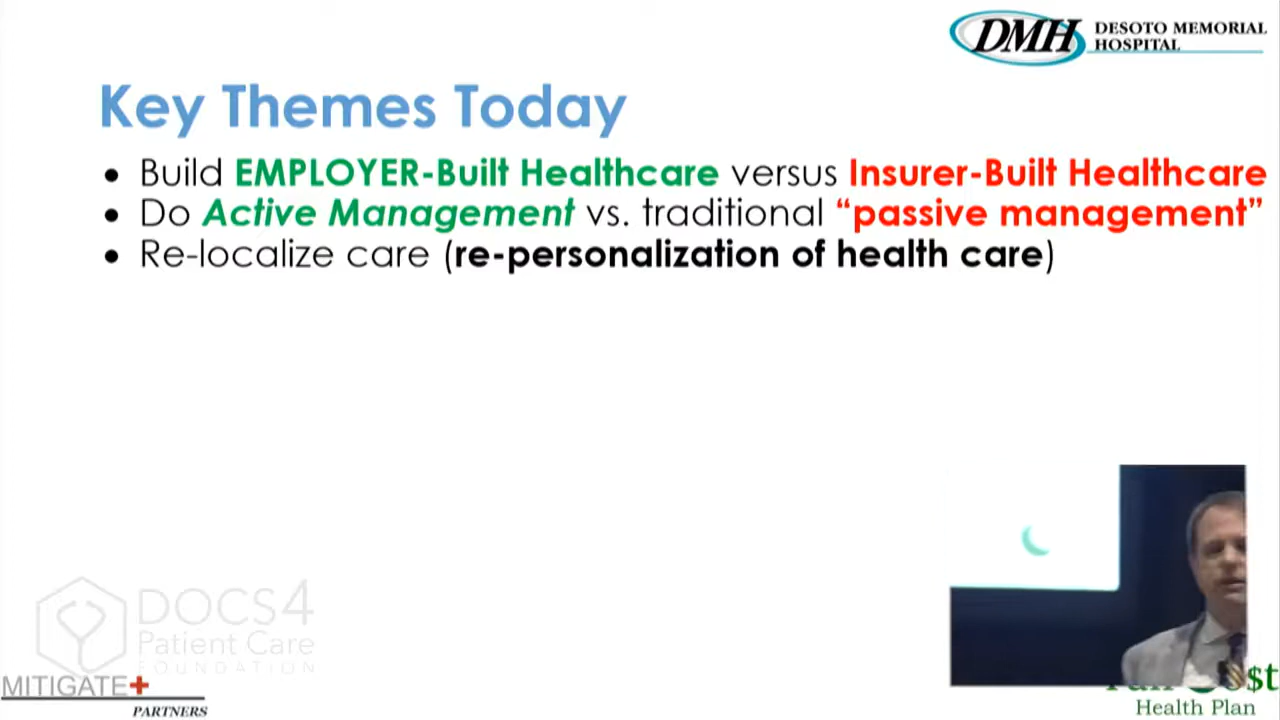 DMH DESOTO MEMORIAL
HOSPITAL
Key Themes Today
• Build EMPLOYER-Built Healthcare versus Insurer-Built Healthcare
• Do Active Management vs. traditional “passive management”
• Re-localize care (re-personalization of health care)
DOCS4
Patient Care
FOUNDATION
MITIGATE+
PARTNERS
Health Plan